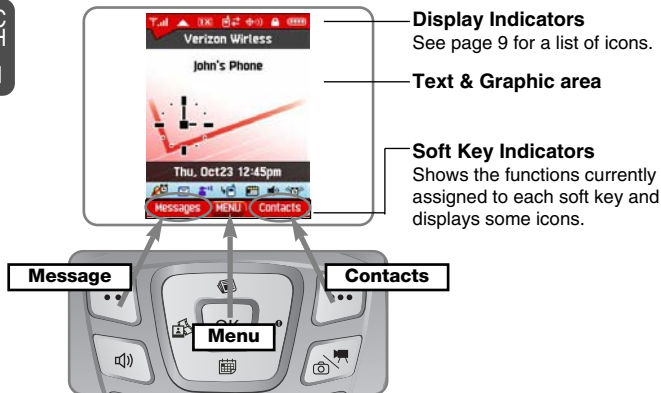 C
H
1
1X
Verizon Wirless
John's Phone
Thu, Oct23 12:45pm
Messages MENU Contacts
Display Indicators
See page 9 for a list of icons.
Text & Graphic area
Soft Key Indicators
Shows the functions currently
assigned to each soft key and
displays some icons.
Message
Contacts
OK
Menu